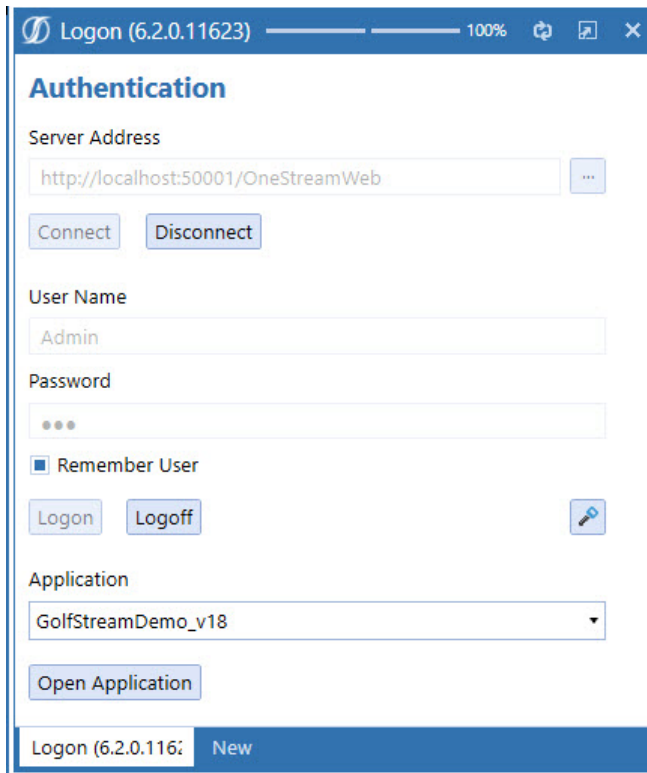 Logon (6.2.0.11623) 100%
Authentication
Server Address
http://localhost:50001/OneStreamWeb
...
Connect Disconnect
User Name
Admin
Password
●●●
Remember User
Logon Logoff
Application
GolfStreamDemo_v18
Open Application
Logon (6.2.0.1162 New